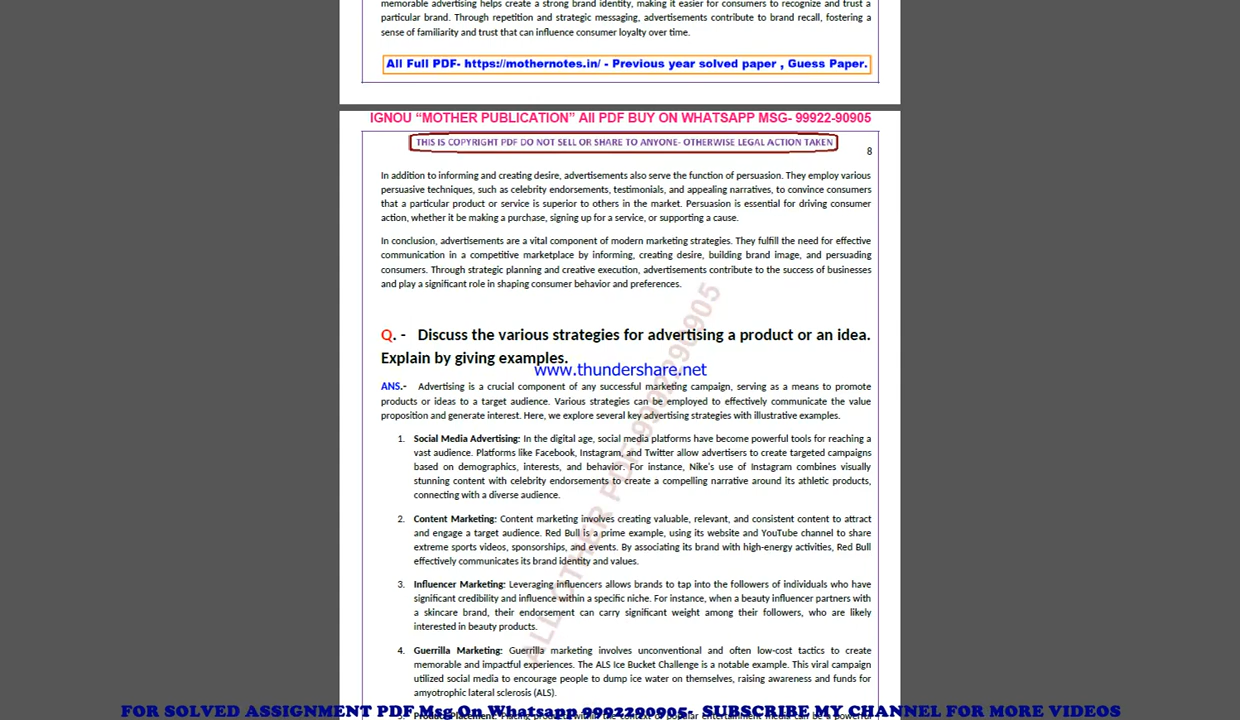 memorable advertising helps create a strong brand identity, making it easier for consumers to recognize and trust a
particular brand. Through repetition and strategic messaging, advertisements contribute to brand recall, fostering a
sense of familiarity and trust that can influence consumer loyalty over time.
All Full PDF- https://mothernotes.in/ - Previous year solved paper , Guess Paper.
IGNOU “MOTHER PUBLICATION” All PDF BUY ON WHATSAPP MSG- 99922-90905
THIS IS COPYRIGHT PDF DO NOT SELL OR SHARE TO ANYONE- OTHERWISE LEGAL ACTION TAKEN
8
In addition to informing and creating desire, advertisements also serve the function of persuasion. They employ various
persuasive techniques, such as celebrity endorsements, testimonials, and appealing narratives, to convince consumers
that a particular product or service is superior to others in the market. Persuasion is essential for driving consumer
action, whether it be making a purchase, signing up for a service, or supporting a cause.
In conclusion, advertisements are a vital component of modern marketing strategies. They fulfill the need for effective
communication in a competitive marketplace by informing, creating desire, building brand image, and persuading
consumers. Through strategic planning and creative execution, advertisements contribute to the success of businesses
and play a significant role in shaping consumer behavior and preferences.
Q. - Discuss the various strategies for advertising a product or an idea.
Explain by giving examples.
www.thundershare.net
ANS.- Advertising is a crucial component of any successful marketing campaign, serving as a means to promote
products or ideas to a target audience. Various strategies can be employed to effectively communicate the value
proposition and generate interest. Here, we explore several key advertising strategies with illustrative examples.
1. Social Media Advertising: In the digital age, social media platforms have become powerful tools for reaching a
vast audience. Platforms like Facebook, Instagram, and Twitter allow advertisers to create targeted campaigns
based on demographics, interests, and behavior. For instance, Nike's use of Instagram combines visually
stunning content with celebrity endorsements to create a compelling narrative around its athletic products,
connecting with a diverse audience.
2. Content Marketing: Content marketing involves creating valuable, relevant, and consistent content to attract
and engage a target audience. Red Bull is a prime example, using its website and YouTube channel to share
extreme sports videos, sponsorships, and events. By associating its brand with high-energy activities, Red Bull
effectively communicates its brand identity and values.
3. Influencer Marketing: Leveraging influencers allows brands to tap into the followers of individuals who have
significant credibility and influence within a specific niche. For instance, when a beauty influencer partners with
a skincare brand, their endorsement can carry significant weight among their followers, who are likely
interested in beauty products.
4. Guerrilla Marketing: Guerrilla marketing involves unconventional and often low-cost tactics to create
memorable and impactful experiences. The ALS Ice Bucket Challenge is a notable example. This viral campaign
utilized social media to encourage people to dump ice water on themselves, raising awareness and funds for
amyotrophic lateral sclerosis (ALS).
FOR SOLVED ASSIGNMENT PDF Msg On Whatsapp 9992290905- SUBSCRIBE MY CHANNEL FOR MORE VIDEOS